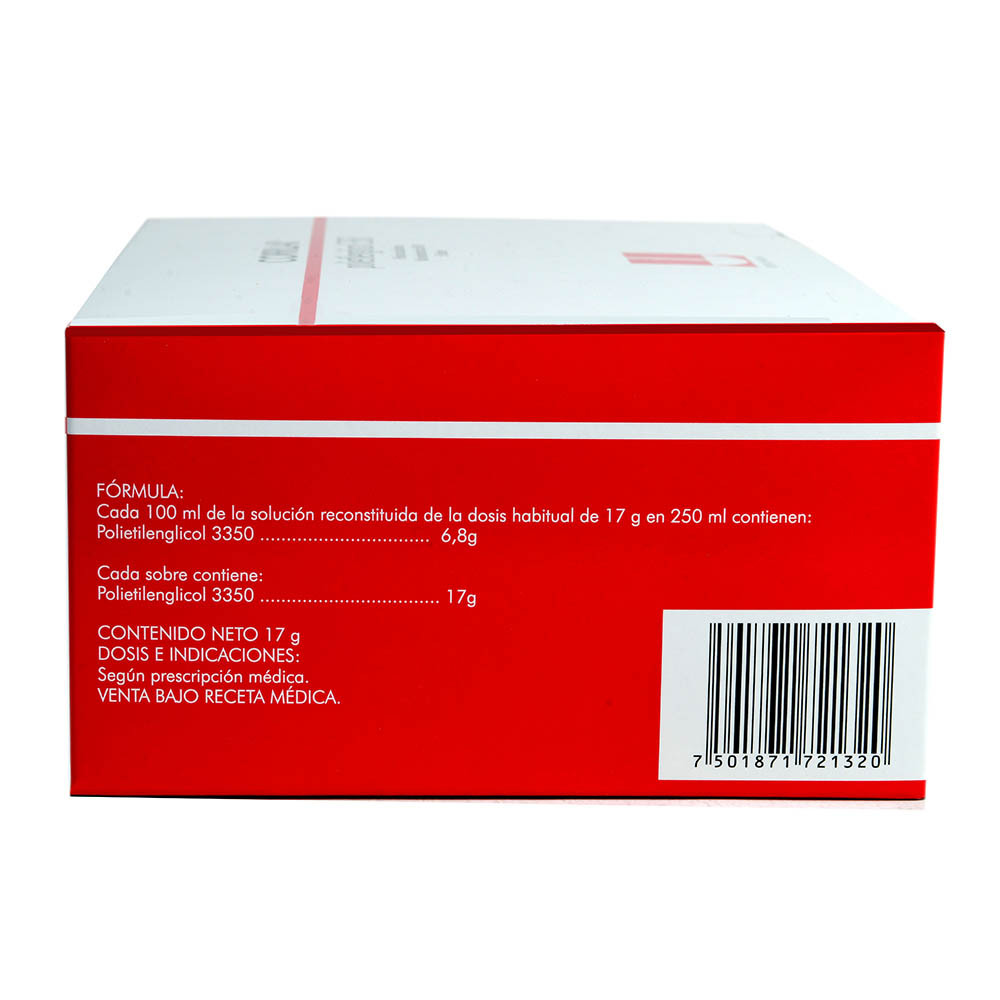 polietilenglicol
FÓRMULA:
Cada 100 ml de la solución reconstituida de la dosis habitual de 17 g en 250 ml contienen:
Polietilenglicol 3350 ................................ 6,8g
Cada sobre contiene:
Polietilenglicol 3350 .................................. 17g
CONTENIDO NETO 17 g
DOSIS E INDICACIONES:
Según prescripción médica.
VENTA BAJO RECETA MÉDICA.
7 501871 721320